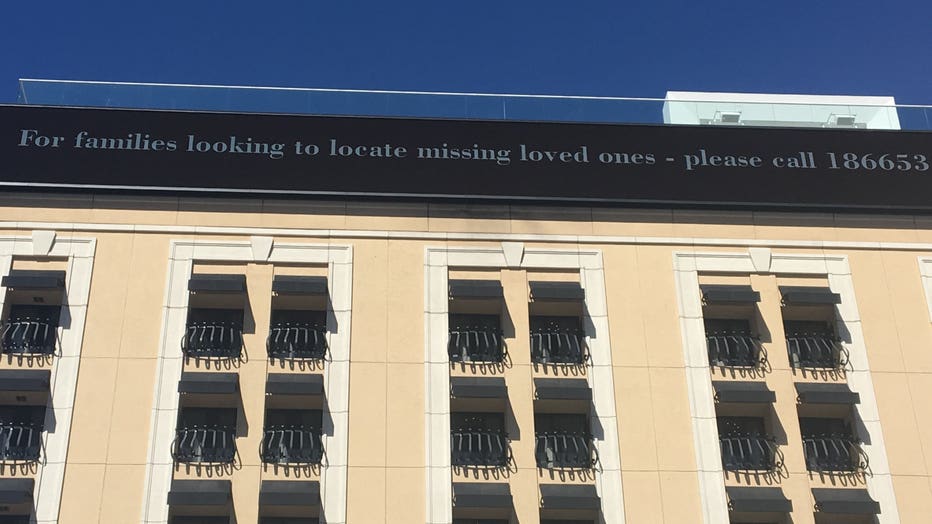 For families looking to locate missing loved ones - please call 186653